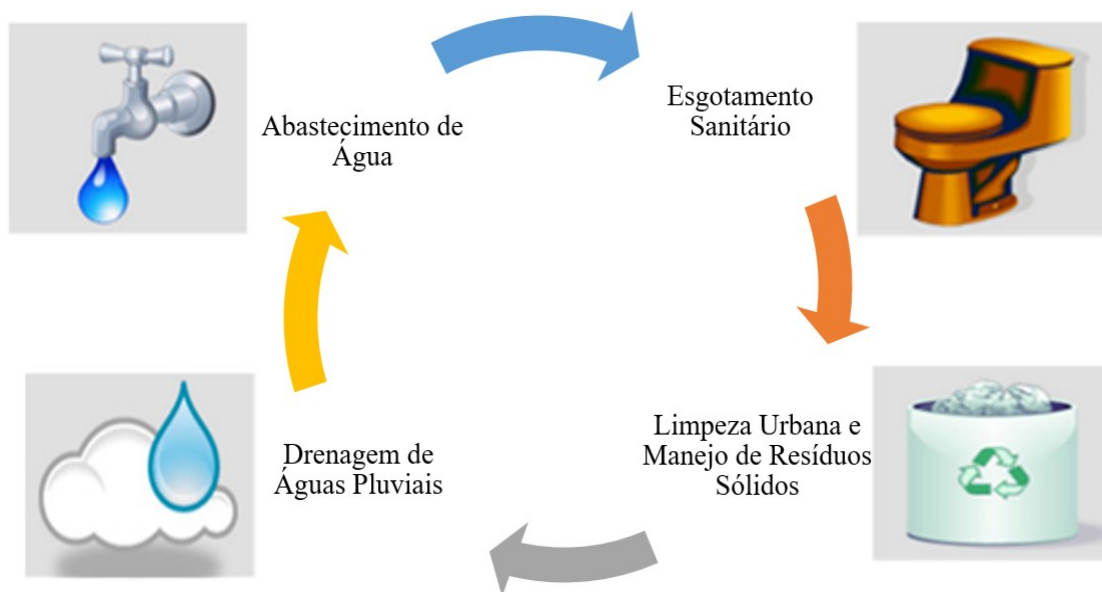 Abastecimento de
Água
Esgotamento
Sanitário
Limpeza Urbana e
Manejo de Resíduos
Sólidos
Drenagem de
Águas Pluviais